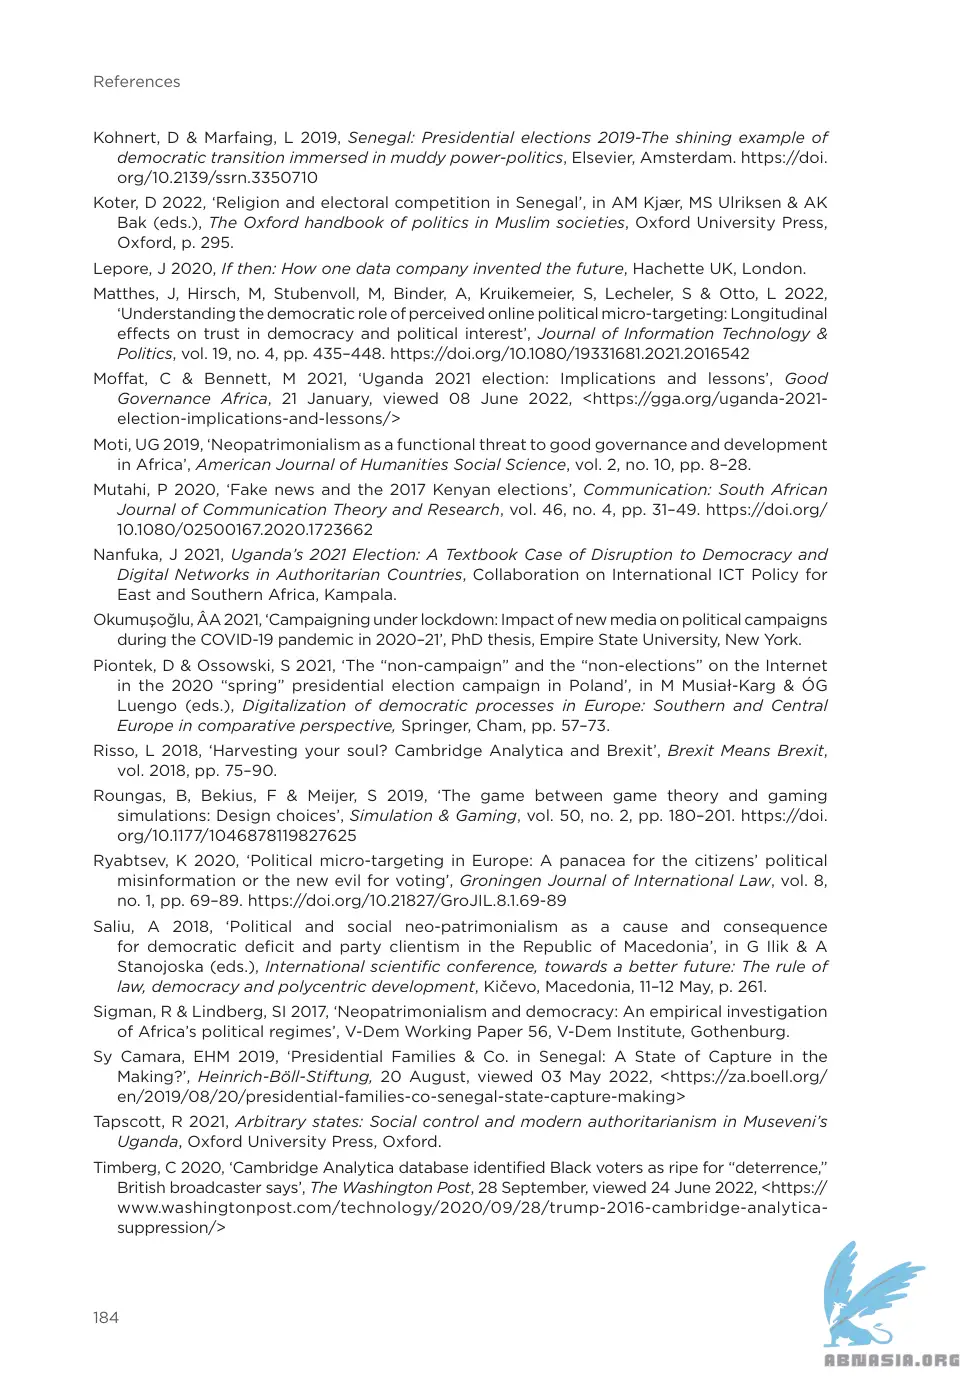 References
Kohnert, D & Marfaing, L 2019, Senegal: Presidential elections 2019-The shining example of
democratic transition immersed in muddy power-politics, Elsevier, Amsterdam. https://doi.
org/10.2139/ssrn.3350710
Koter, D 2022, ‘Religion and electoral competition in Senegal’, in AM Kjær, MS Ulriksen & AK
Bak (eds.), The Oxford handbook of politics in Muslim societies, Oxford University Press,
Oxford, p. 295.
Lepore, J 2020, If then: How one data company invented the future, Hachette UK, London.
Matthes, J, Hirsch, M, Stubenvoll, M, Binder, A, Kruikemeier, S, Lecheler, S & Otto, L 2022,
‘Understanding the democratic role of perceived online political micro-targeting: Longitudinal
effects on trust in democracy and political interest’, Journal of Information Technology &
Politics, vol. 19, no. 4, pp. 435–448. https://doi.org/10.1080/19331681.2021.2016542
Moffat, C & Bennett, M 2021, ‘Uganda 2021 election: Implications and lessons’, Good
Governance Africa, 21 January, viewed 08 June 2022, <https://gga.org/uganda-2021-
election-implications-and-lessons/>
Moti, UG 2019, ‘Neopatrimonialism as a functional threat to good governance and development
in Africa’, American Journal of Humanities Social Science, vol. 2, no. 10, pp. 8–28.
Mutahi, P 2020, ‘Fake news and the 2017 Kenyan elections’, Communication: South African
Journal of Communication Theory and Research, vol. 46, no. 4, pp. 31–49. https://doi.org/
10.1080/02500167.2020.1723662
Nanfuka, J 2021, Uganda’s 2021 Election: A Textbook Case of Disruption to Democracy and
Digital Networks in Authoritarian Countries, Collaboration on International ICT Policy for
East and Southern Africa, Kampala.
Okumuşoğlu, ÂA 2021, ‘Campaigning under lockdown: Impact of new media on political campaigns
during the COVID-19 pandemic in 2020–21’, PhD thesis, Empire State University, New York.
Piontek, D & Ossowski, S 2021, ‘The “non-campaign” and the “non-elections” on the Internet
in the 2020 “spring” presidential election campaign in Poland’, in M Musiał-Karg & ÓG
Luengo (eds.), Digitalization of democratic processes in Europe: Southern and Central
Europe in comparative perspective, Springer, Cham, pp. 57–73.
Risso, L 2018, ‘Harvesting your soul? Cambridge Analytica and Brexit’, Brexit Means Brexit,
vol. 2018, pp. 75–90.
Roungas, B, Bekius, F & Meijer, S 2019, ‘The game between game theory and gaming
simulations: Design choices’, Simulation & Gaming, vol. 50, no. 2, pp. 180–201. https://doi.
org/10.1177/1046878119827625
Ryabtsev, K 2020, ‘Political micro-targeting in Europe: A panacea for the citizens’ political
misinformation or the new evil for voting’, Groningen Journal of International Law, vol. 8,
no. 1, pp. 69–89. https://doi.org/10.21827/GroJIL.8.1.69-89
Saliu, A 2018, ‘Political and social neo-patrimonialism as a cause and consequence
for democratic deficit and party clientism in the Republic of Macedonia’, in G Ilik & A
Stanojoska (eds.), International scientific conference, towards a better future: The rule of
law, democracy and polycentric development, Kičevo, Macedonia, 11–12 May, p. 261.
Sigman, R & Lindberg, SI 2017, ‘Neopatrimonialism and democracy: An empirical investigation
of Africa’s political regimes’, V-Dem Working Paper 56, V-Dem Institute, Gothenburg.
Sy Camara, EHM 2019, ‘Presidential Families & Co. in Senegal: A State of Capture in the
Making?’, Heinrich-Böll-Stiftung, 20 August, viewed 03 May 2022, <https://za.boell.org/
en/2019/08/20/presidential-families-co-senegal-state-capture-making>
Tapscott, R 2021, Arbitrary states: Social control and modern authoritarianism in Museveni’s
Uganda, Oxford University Press, Oxford.
Timberg, C 2020, ‘Cambridge Analytica database identified Black voters as ripe for “deterrence,”
British broadcaster says’, The Washington Post, 28 September, viewed 24 June 2022, <https://
www.washingtonpost.com/technology/2020/09/28/trump-2016-cambridge-analytica-
suppression/>
184
ABNASIA.ORG